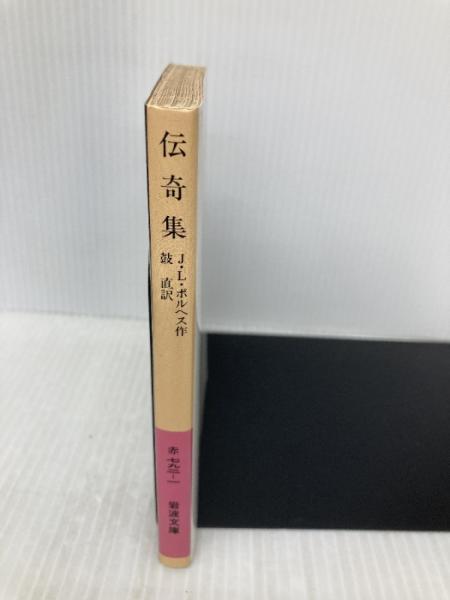 伝奇集
J・L・ボルヘス作
鼓 直訳
赤 七九二-一
岩波文庫